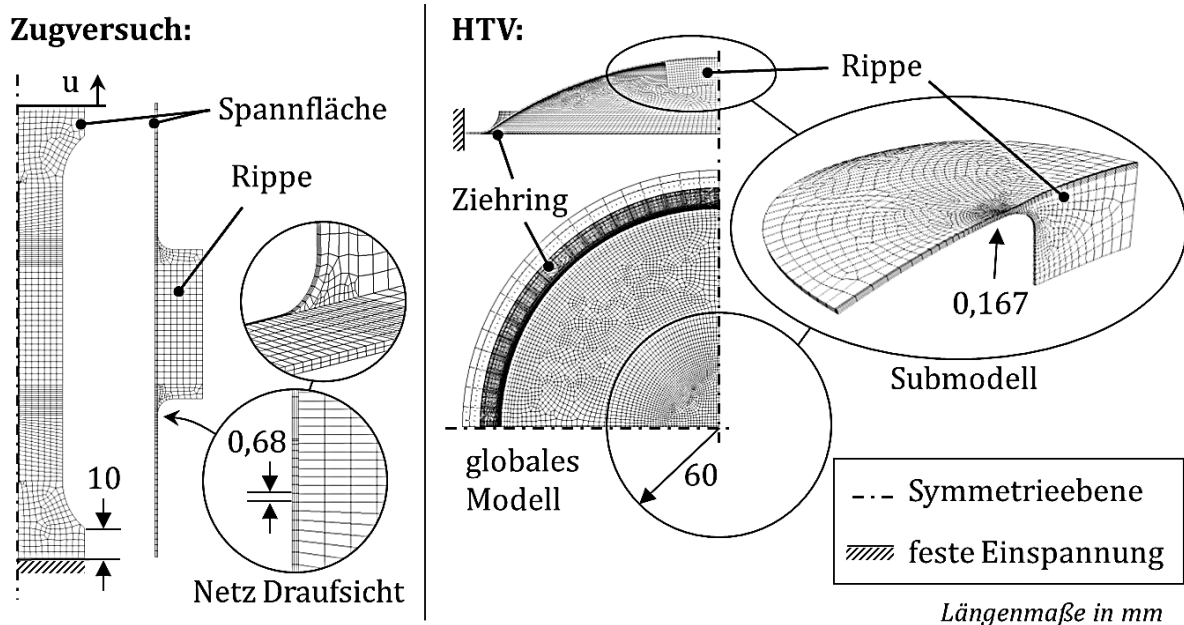 Zugversuch:
u
Spannfläche
Rippe
10
0,68
Netz Draufsicht
HTV:
Rippe
Ziehring
0,167
Submodell
globales
Modell
60
Symmetrieebene
feste Einspannung
Längenmaße in mm